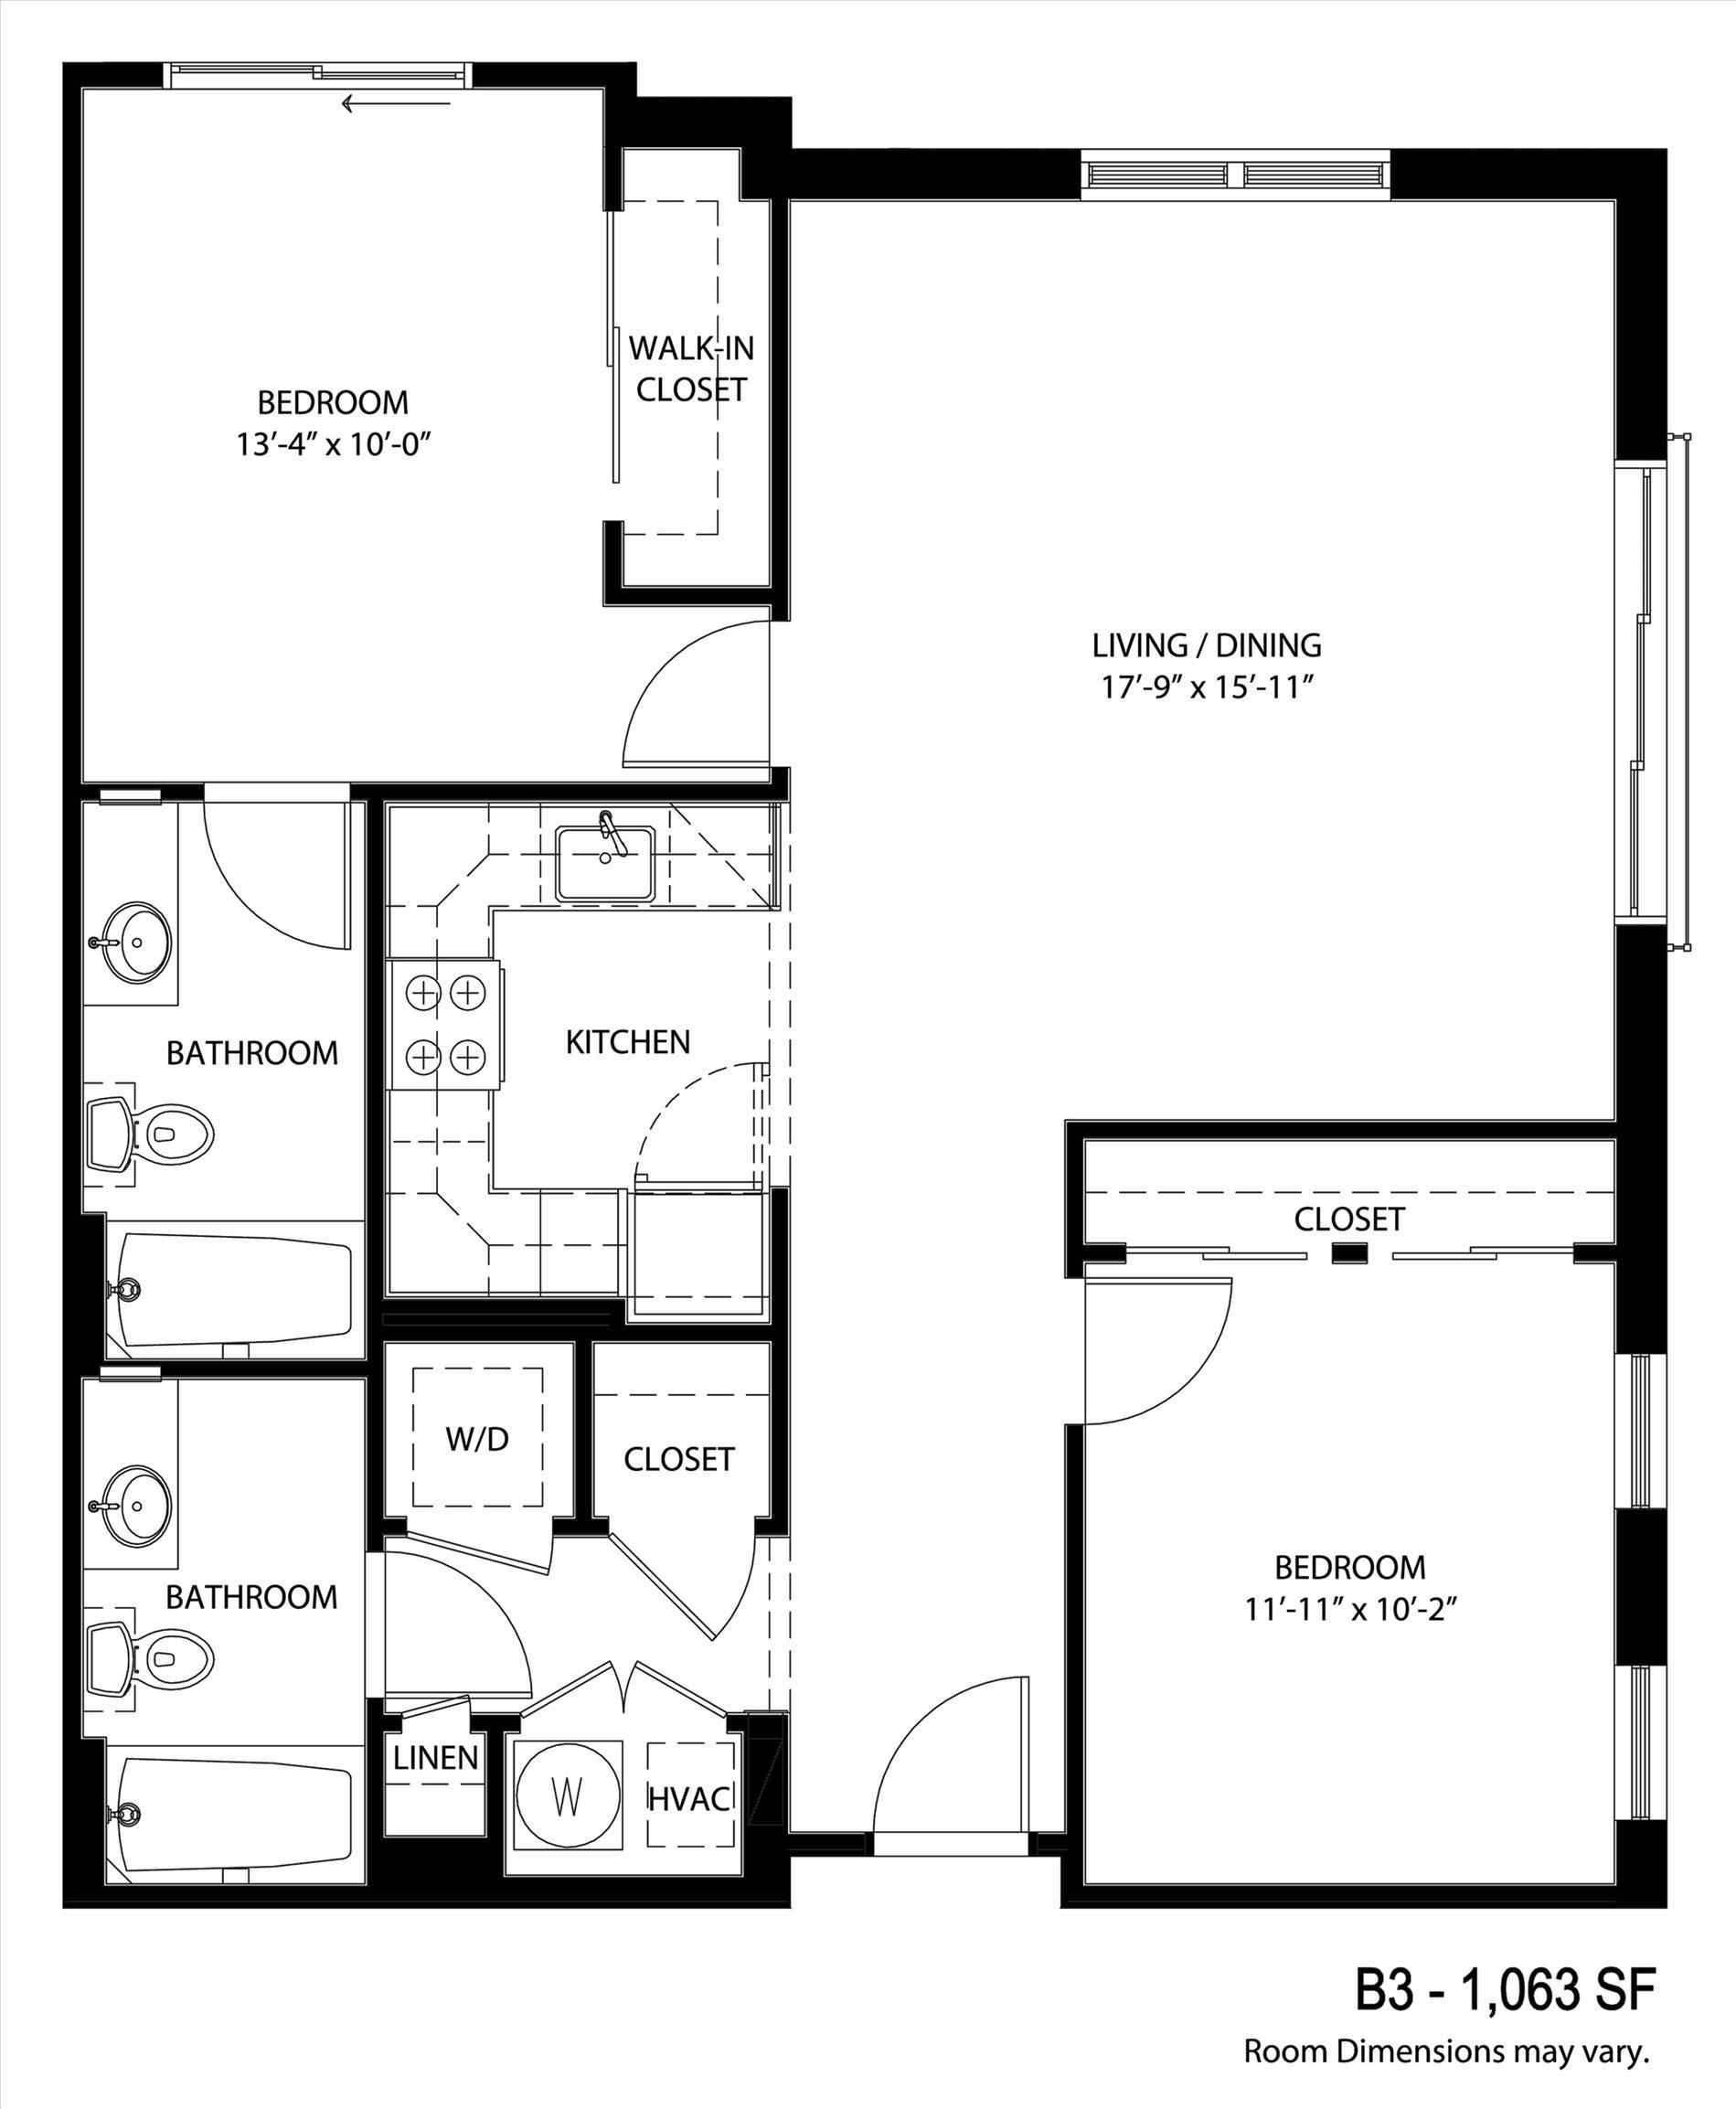 WALK-IN
CLOSET
BEDROOM
13’-4” x 10’-0”
LIVING / DINING
17’-9” x 15’-11”
KITCHEN
BATHROOM
CLOSET
W/D
CLOSET
BEDROOM
11’-11” x 10’-2”
BATHROOM
LINEN
W
HVAC
B3 - 1,063 SF
Room Dimensions may vary.